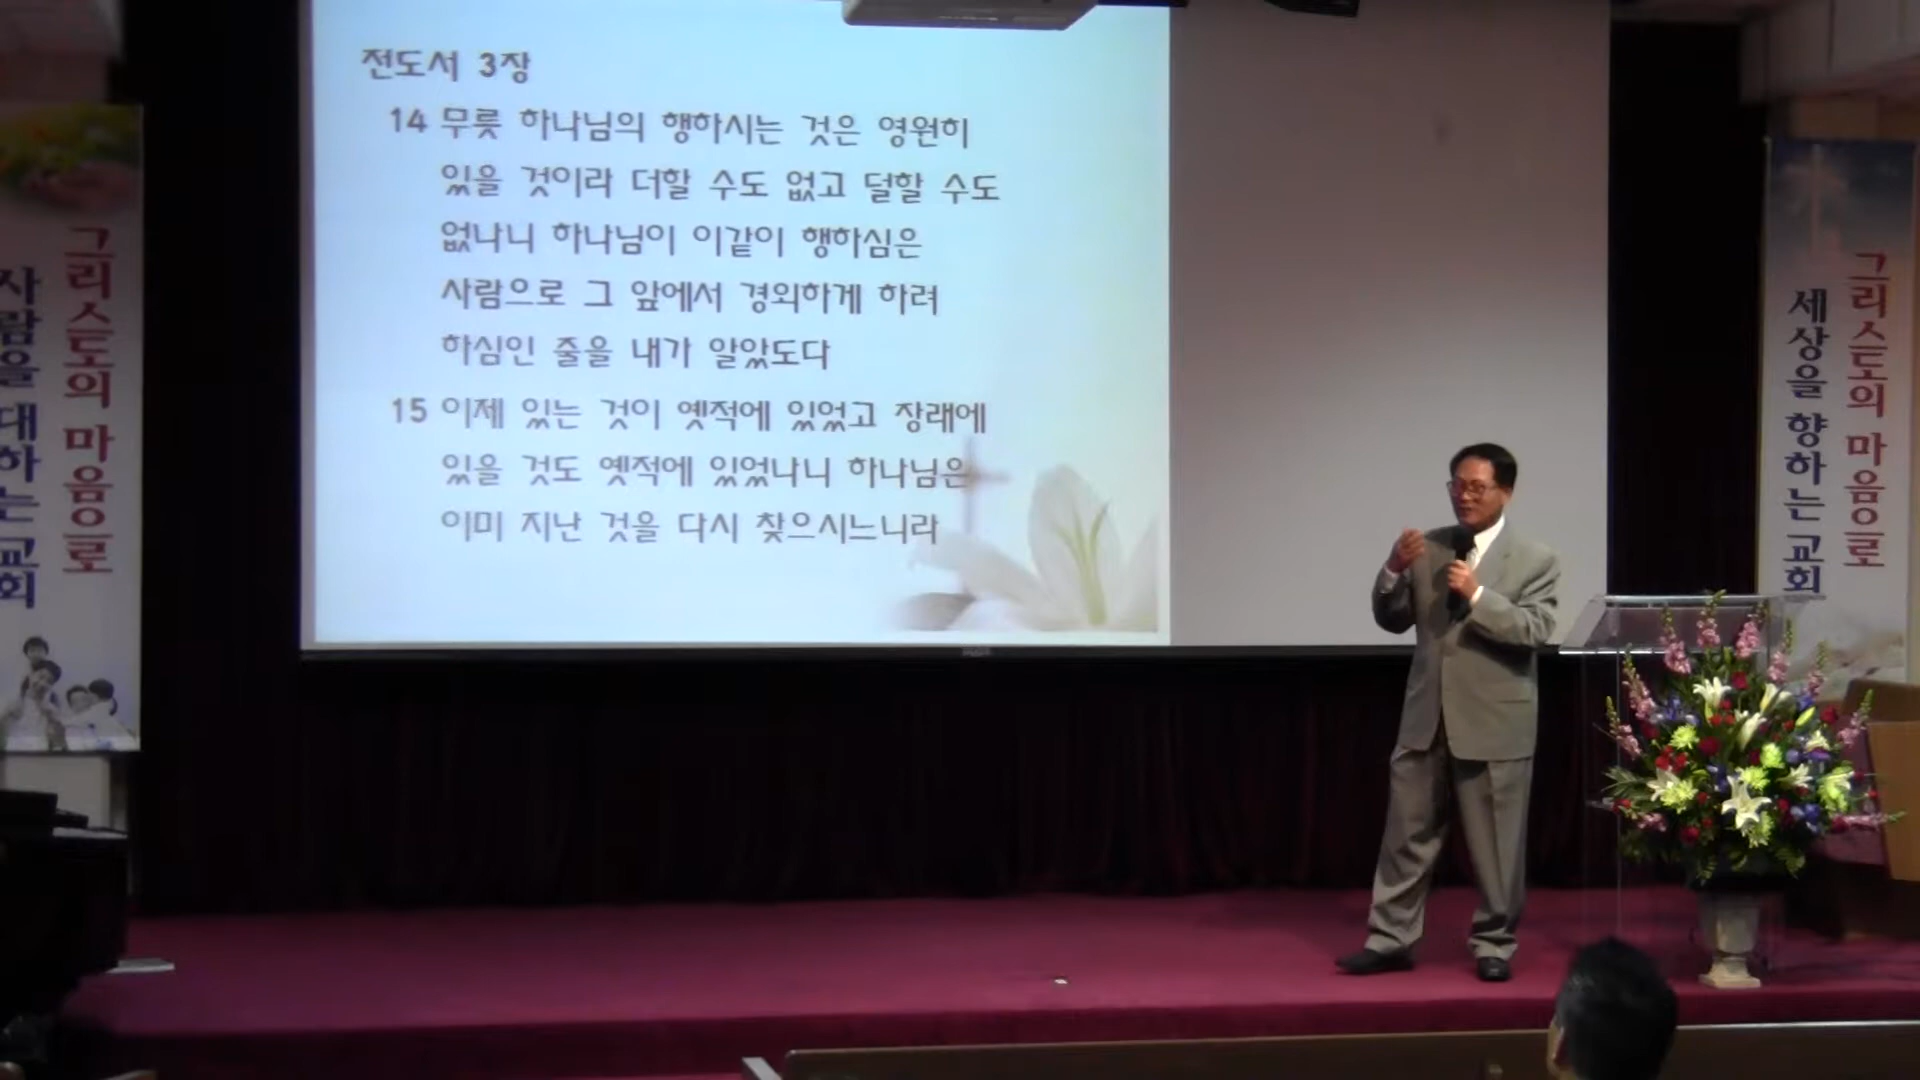 전도서 3장
14 무릇 하나님의 행하시는 것은 영원히
있을 것이라 더할 수도 없고 덜할 수도
없나니 하나님이 이같이 행하심은
사람으로 그 앞에서 경외하게 하려
하심인 줄을 내가 알았도다
15 이제 있는 것이 옛적에 있었고 장래에
있을 것도 옛적에 있었나니 하나님은
이미 지난 것을 다시 찾으시느니라
그리스도의 마음으로
사람을 대하는 교회
그리스도의 마음으로
세상을 향하는 교회